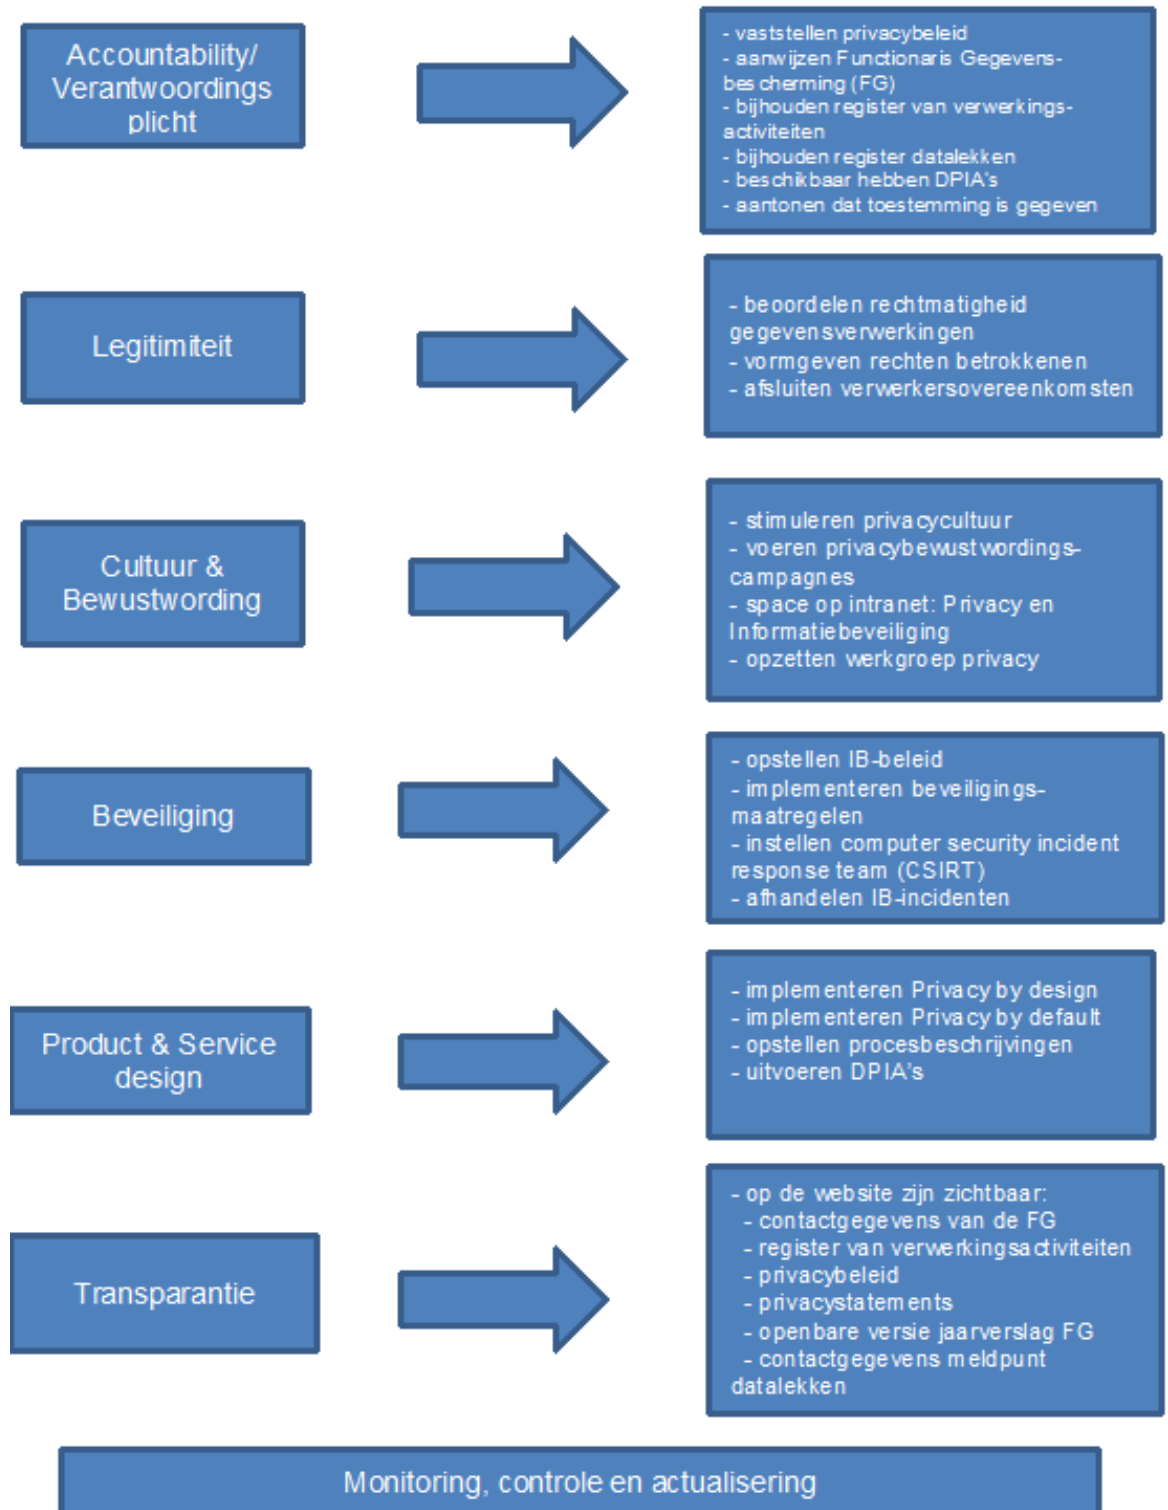 Accountability/
Verantwoordings
plicht
- vaststellen privacybeleid
- aanwijzen Functionaris Gegevens-
bescherming (FG)
- bijhouden register van verwerkings-
activiteiten
- bijhouden register datalekken
- beschikbaar hebben DPIA's
- aantonen dat toestemming is gegeven
Legitimiteit
- beoordelen rechtmatigheid
gegevensverwerkingen
- vormgeven rechten betrokkenen
- afsluiten verwerkersovereenkomsten
Cultuur &
Bewustwording
- stimuleren privacycultuur
- voeren privacybewustwordings-
campagnes
- space op intranet: Privacy en
Informatiebeveiliging
- opzetten werkgroep privacy
Beveiliging
- opstellen IB-beleid
- implementeren beveiligings-
maatregelen
- instellen computer security incident
response team (CSIRT)
- afhandelen IB-incidenten
Product & Service
design
- implementeren Privacy by design
- implementeren Privacy by default
- opstellen procesbeschrijvingen
- uitvoeren DPIA's
Transparantie
- op de website zijn zichtbaar:
- contactgegevens van de FG
- register van verwerkingsactiviteiten
- privacybeleid
- privacystatements
- openbare versie jaarverslag FG
- contactgegevens meldpunt
datalekken
Monitoring, controle en actualisering